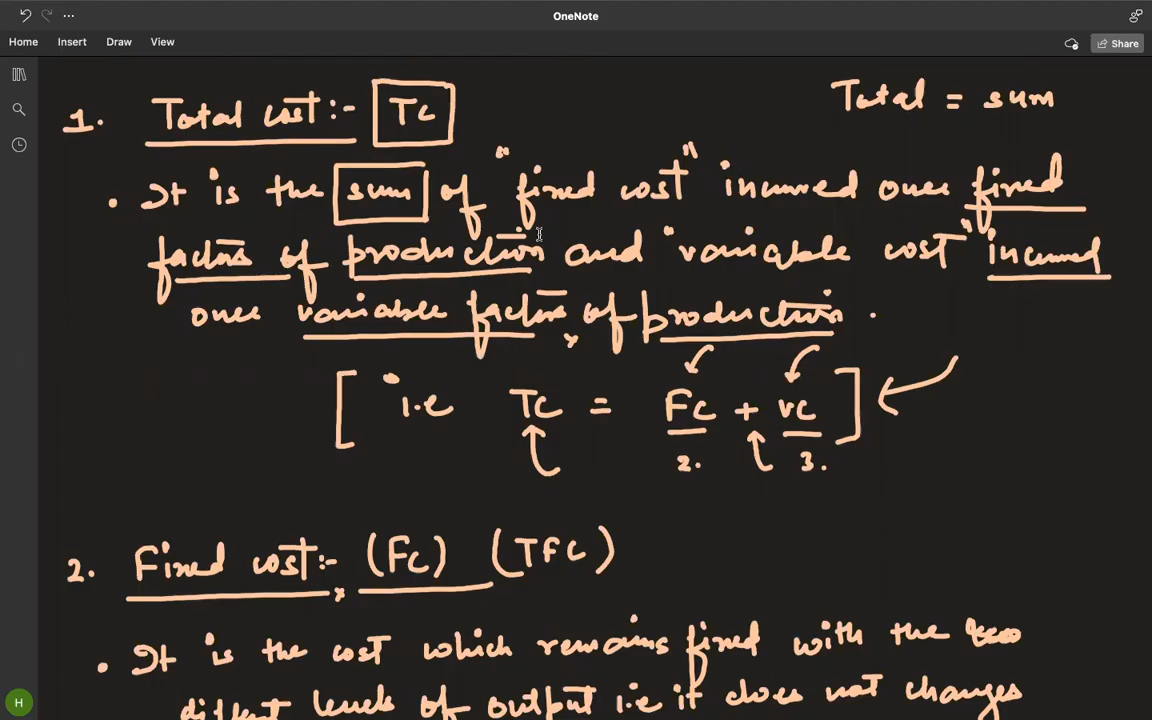 OneNote
Home Insert Draw View
Share
Total = sum
1. Total cost :- TC
• It is the sum of "fixed cost" incurred over fixed
factors of production and "variable cost" incurred
over variable factors of production.
[ i.e TC = FC + VC ]
2. 3.
2. Fixed cost :- (FC) (TFC)
• It is the cost which remains fixed with the
diffent levels of output i.e it does not changes
H